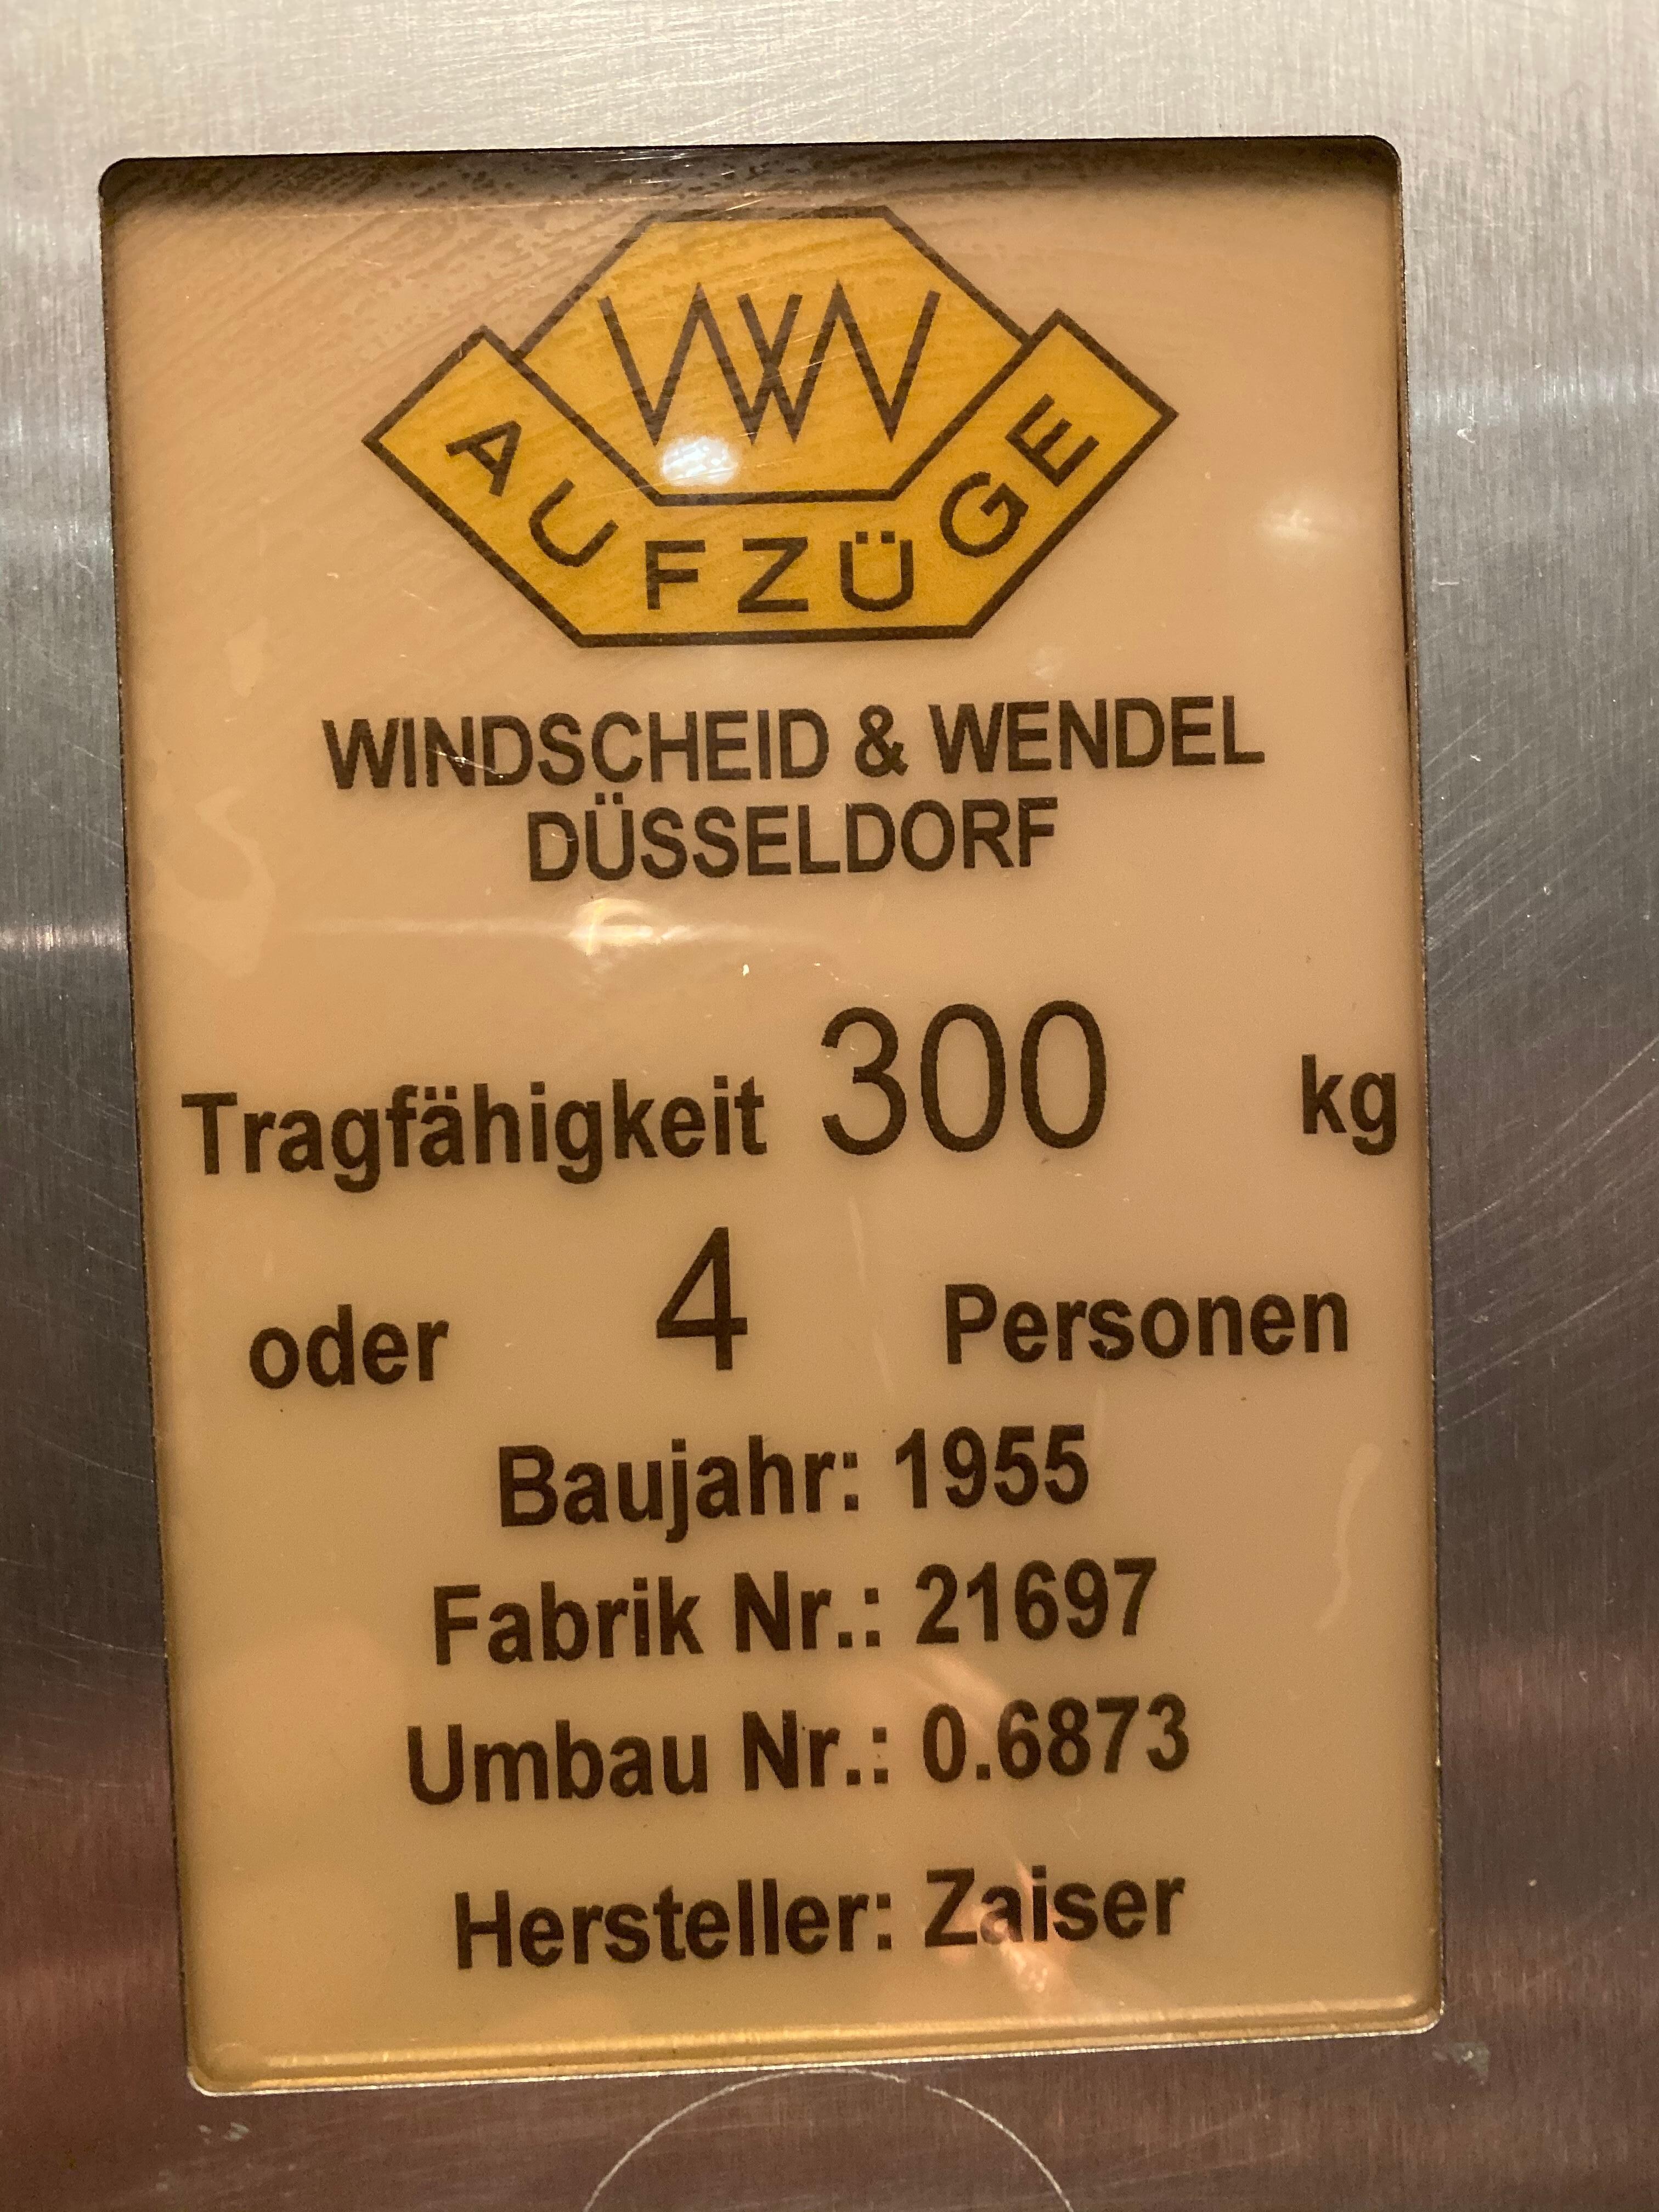 WW
AUFZÜGE
WINDSCHEID & WENDEL
DÜSSELDORF
Tragfähigkeit 300 kg
oder 4 Personen
Baujahr: 1955
Fabrik Nr.: 21697
Umbau Nr.: 0.6873
Hersteller: Zaiser